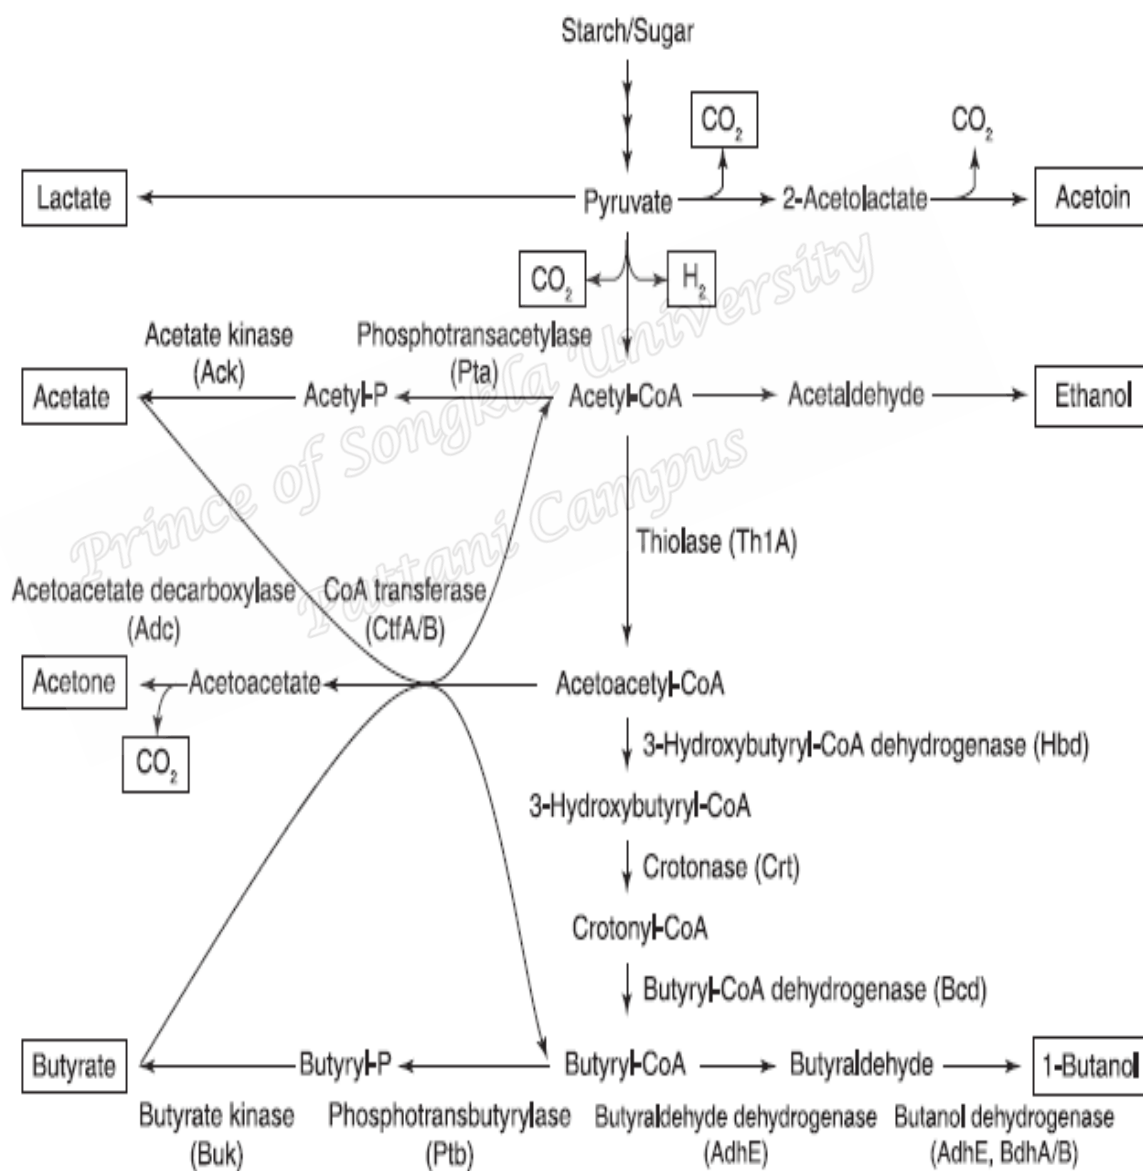 Starch/Sugar
CO₂
CO₂
Lactate
Pyruvate
2-Acetolactate
Acetoin
CO₂
H₂
Acetate kinase
(Ack)
Phosphotransacetylase
(Pta)
Acetate
Acetyl-P
Acetyl-CoA
Acetaldehyde
Ethanol
Prince of Songkla University
Pattani Campus
Thiolase (Th1A)
Acetoacetate decarboxylase
(Adc)
CoA transferase
(CtfA/B)
Acetone
Acetoacetate
Acetoacetyl-CoA
CO₂
3-Hydroxybutyryl-CoA dehydrogenase (Hbd)
3-Hydroxybutyryl-CoA
Crotonase (Crt)
Crotonyl-CoA
Butyryl-CoA dehydrogenase (Bcd)
Butyrate
Butyryl-P
Butyryl-CoA
Butyraldehyde
1-Butanol
Butyrate kinase
(Buk)
Phosphotransbutyrylase
(Ptb)
Butyraldehyde dehydrogenase
(AdhE)
Butanol dehydrogenase
(AdhE, BdhA/B)